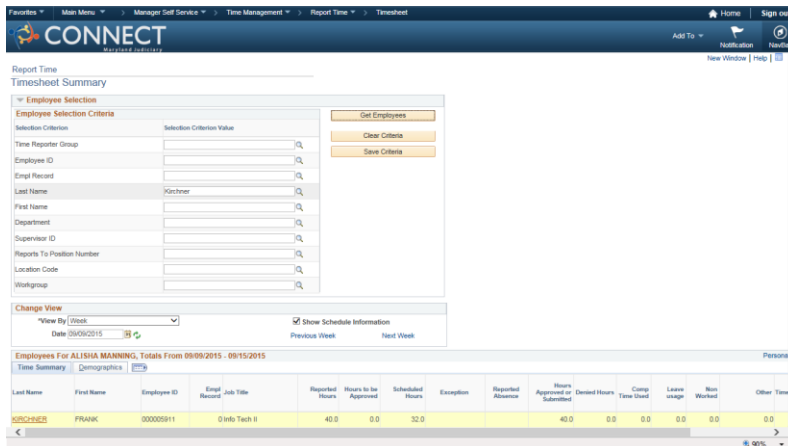 Favorites Main Menu > Manager Self Service > Time Management > Report Time > Timesheet Home Sign ou
CONNECT
Maryland Judiciary
Add To Notification NavBa
New Window | Help |
Report Time
Timesheet Summary
Employee Selection
Employee Selection Criteria
Selection Criterion Selection Criterion Value
Get Employees
Clear Criteria
Save Criteria
Time Reporter Group
Employee ID
Empl Record
Last Name Kirchner
First Name
Department
Supervisor ID
Reports To Position Number
Location Code
Workgroup
Change View
*View By Week
Show Schedule Information
Date 09/09/2015
Previous Week Next Week
Employees For ALISHA MANNING, Totals From 09/09/2015 - 09/15/2015 Persona
Time Summary Demographics
Last Name First Name Employee ID Empl Record Job Title Reported Hours Hours to be Approved Scheduled Hours Exception Reported Absence Hours Approved or Submitted Denied Hours Comp Time Used Leave usage Non Worked Other Time
KIRCHNER FRANK 000005911 0 Info Tech II 40.0 0.0 32.0 40.0 0.0 0.0 0.0 0.0 0.0
90%